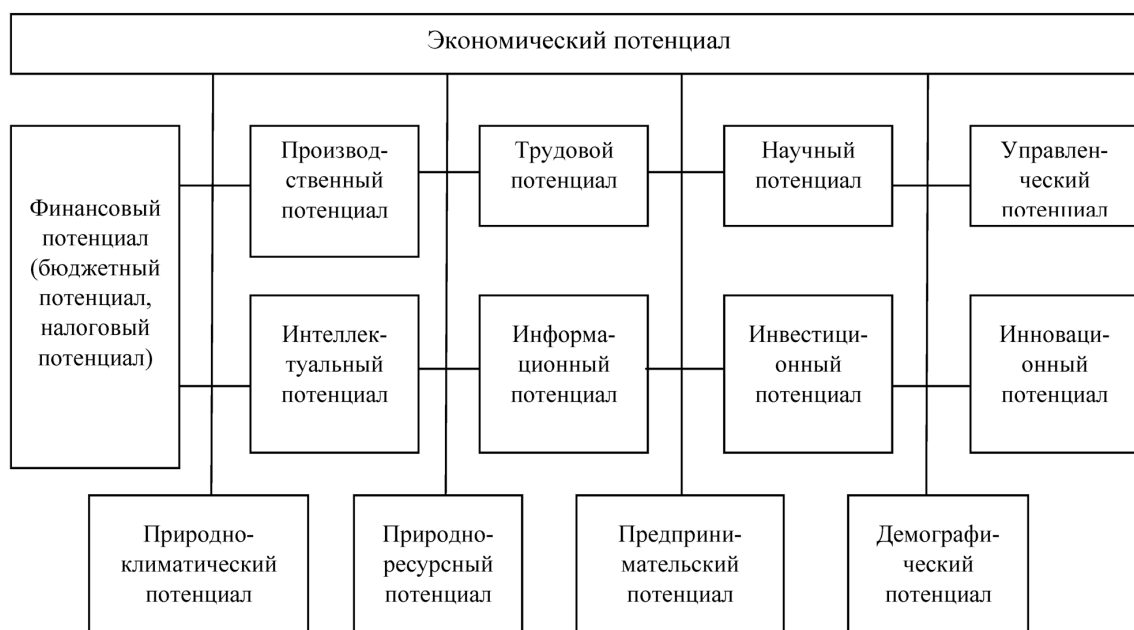 Экономический потенциал
Финансовый
потенциал
(бюджетный
потенциал,
налоговый
потенциал)
Производ-
ственный
потенциал
Трудовой
потенциал
Научный
потенциал
Управлен-
ческий
потенциал
Интеллек-
туальный
потенциал
Информа-
ционный
потенциал
Инвестици-
онный
потенциал
Инноваци-
онный
потенциал
Природно-
климатический
потенциал
Природно-
ресурсный
потенциал
Предприни-
мательский
потенциал
Демографи-
ческий
потенциал